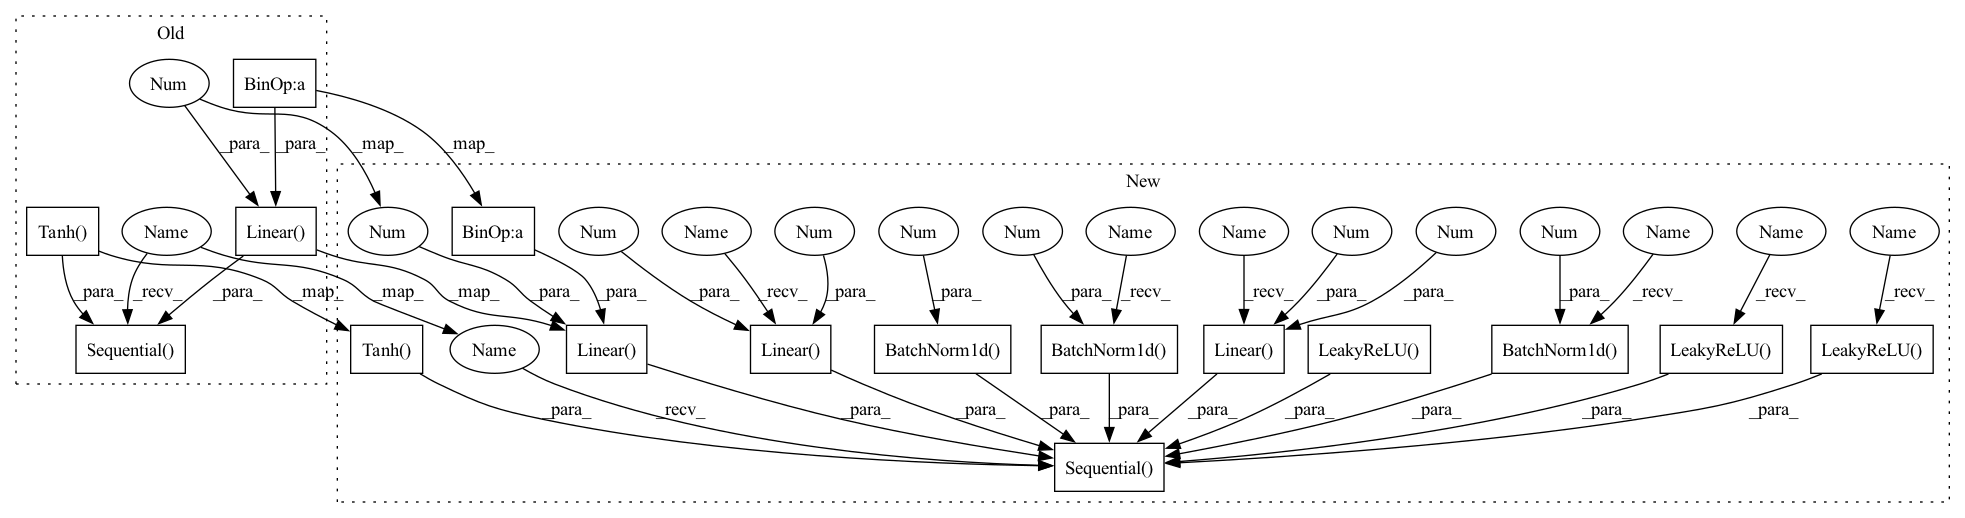 Old
Num
BinOp:a
_para_
_para_
_map_
_map_
New
Tanh()
Name
Linear()
Num
BinOp:a
Num
Name
Num
Num
Num
Name
Name
Num
Num
Num
Name
Name
Name
_para_
_recv_
_para_
_map_
_map_
_map_
_para_
_para_
_para_
_recv_
_para_
_para_
_para_
_recv_
_recv_
_para_
_para_
_para_
_recv_
_recv_
_recv_
Sequential()
Tanh()
Name
Linear()
Linear()
BatchNorm1d()
BatchNorm1d()
Linear()
LeakyReLU()
BatchNorm1d()
LeakyReLU()
LeakyReLU()
_para_
_recv_
_para_
_para_
_para_
_para_
_para_
_para_
_para_
_para_
_para_
Sequential()